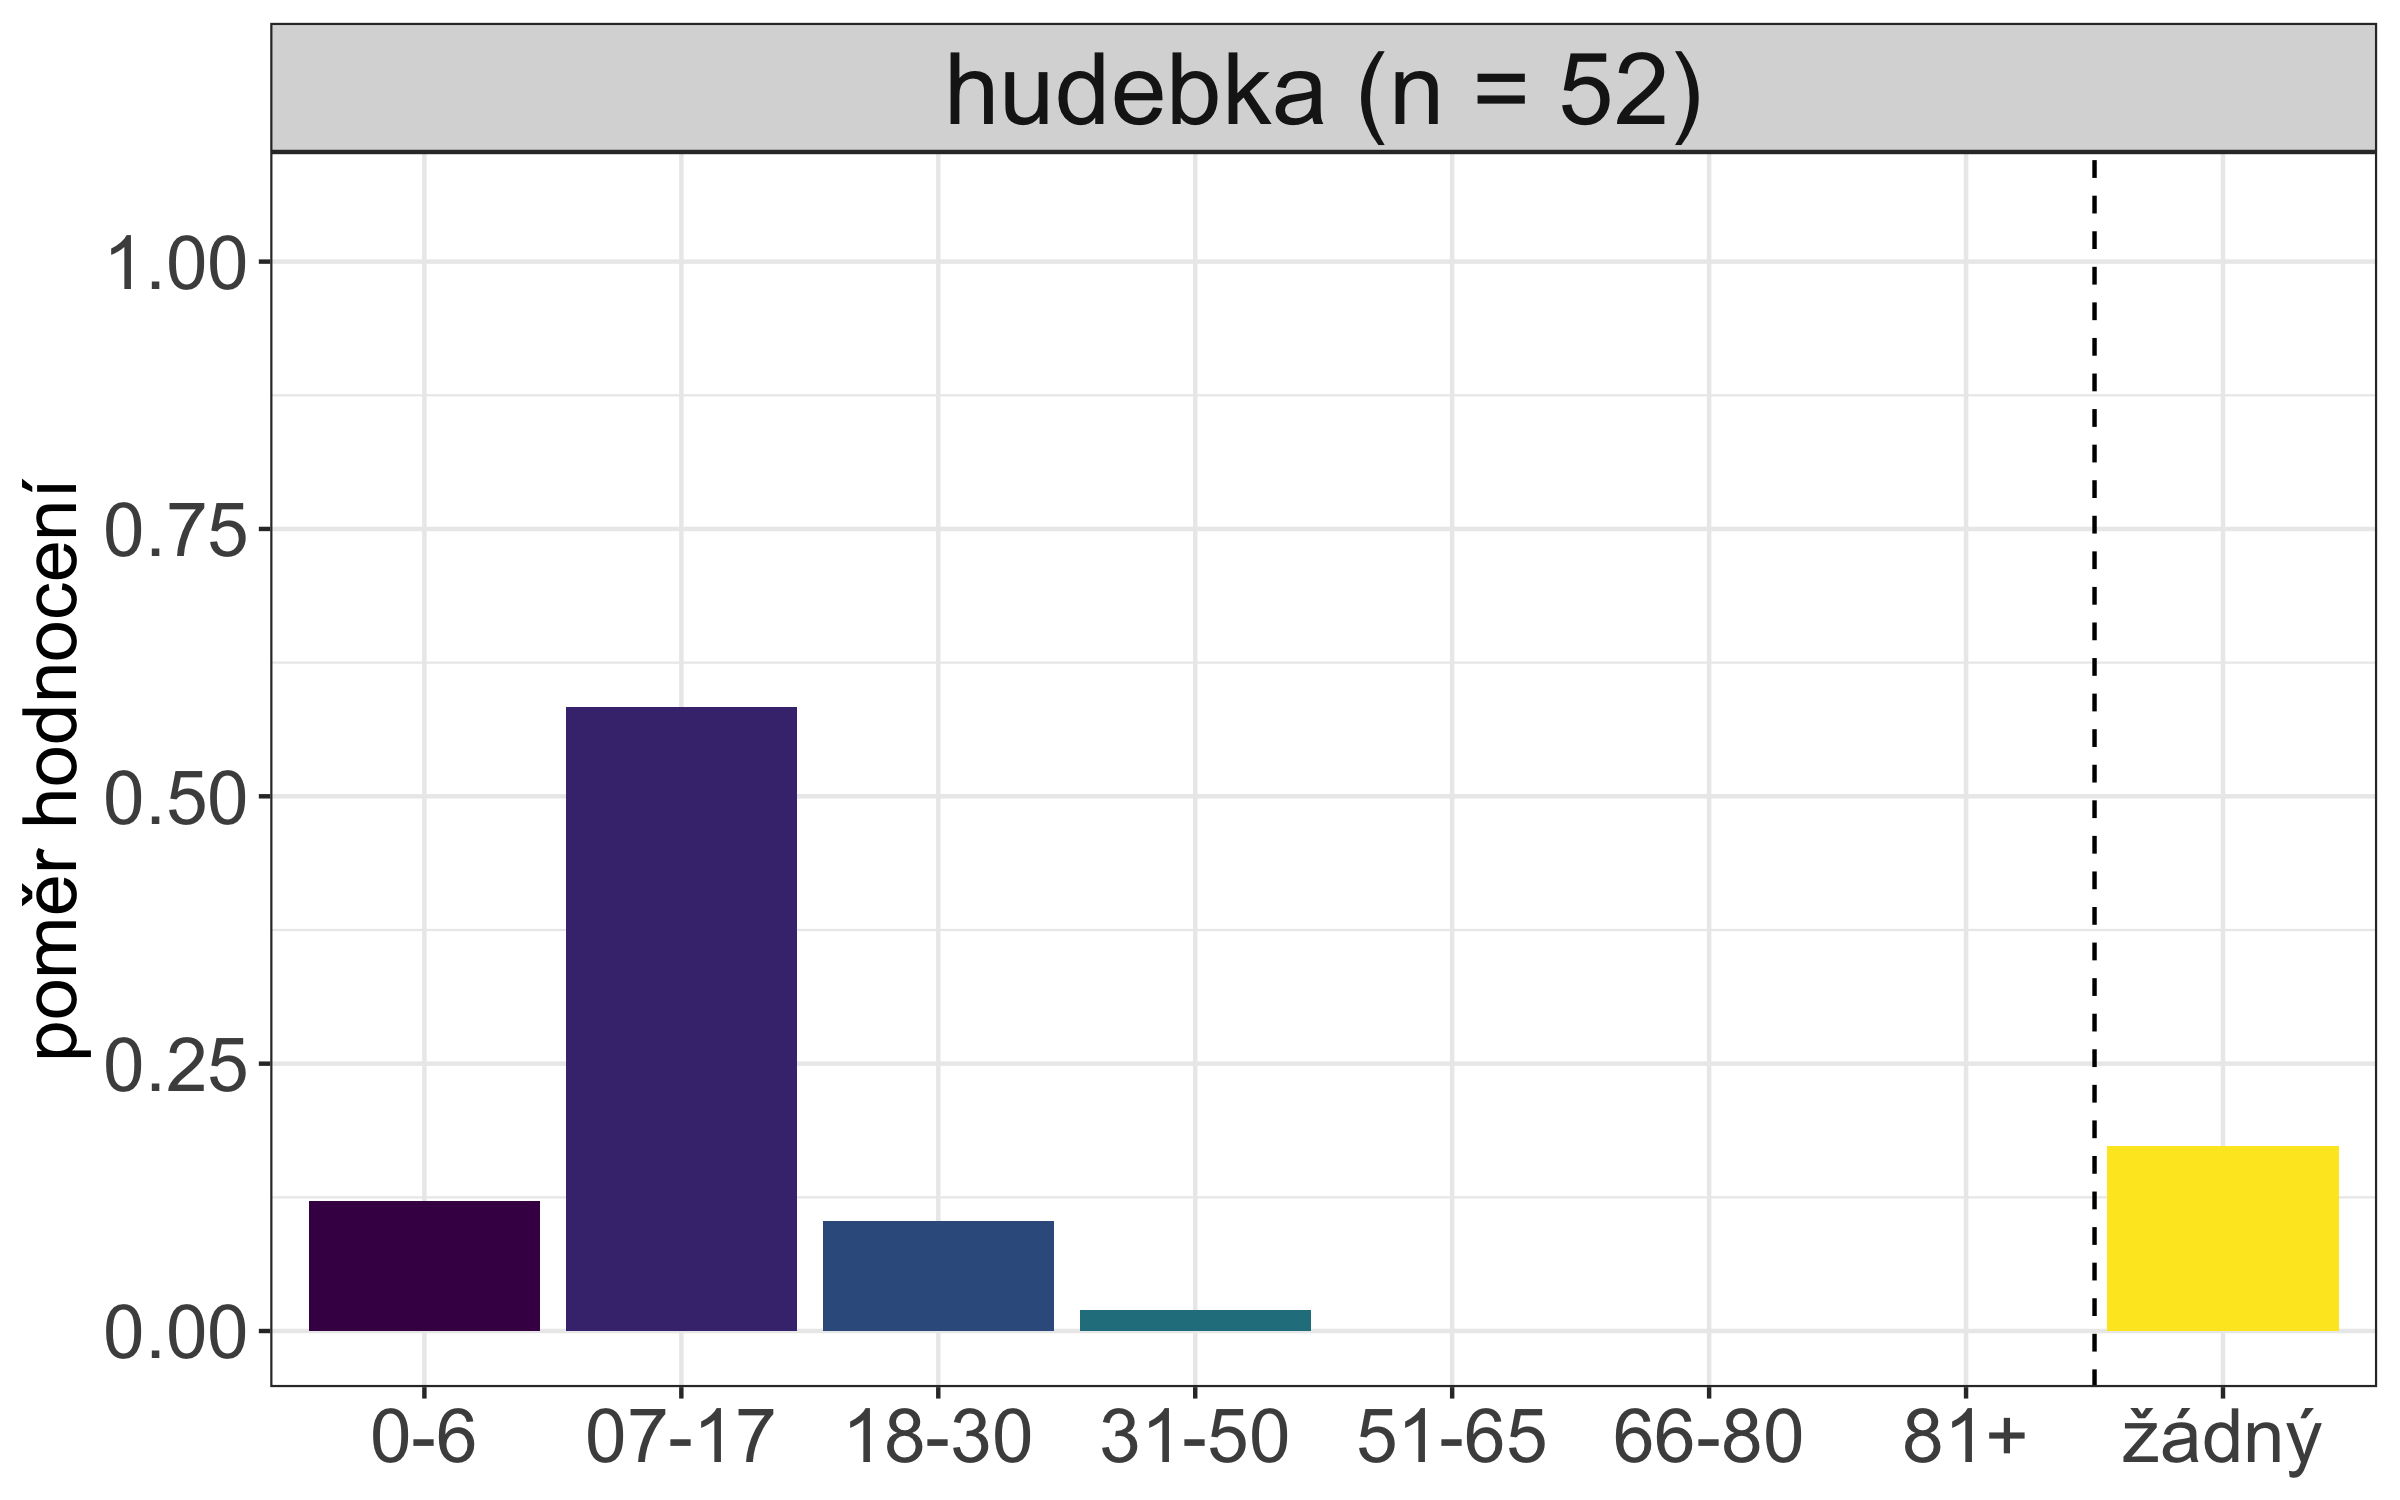 hudebka (n = 52)
poměr hodnocení
1.00
0.75
0.50
0.25
0.00
0-6 07-17 18-30 31-50 51-65 66-80 81+ žádný